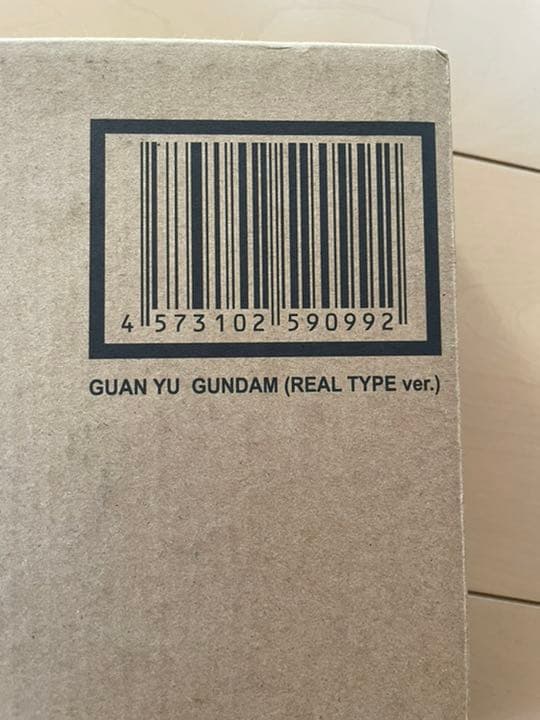 4 573102 590992
GUAN YU GUNDAM (REAL TYPE ver.)